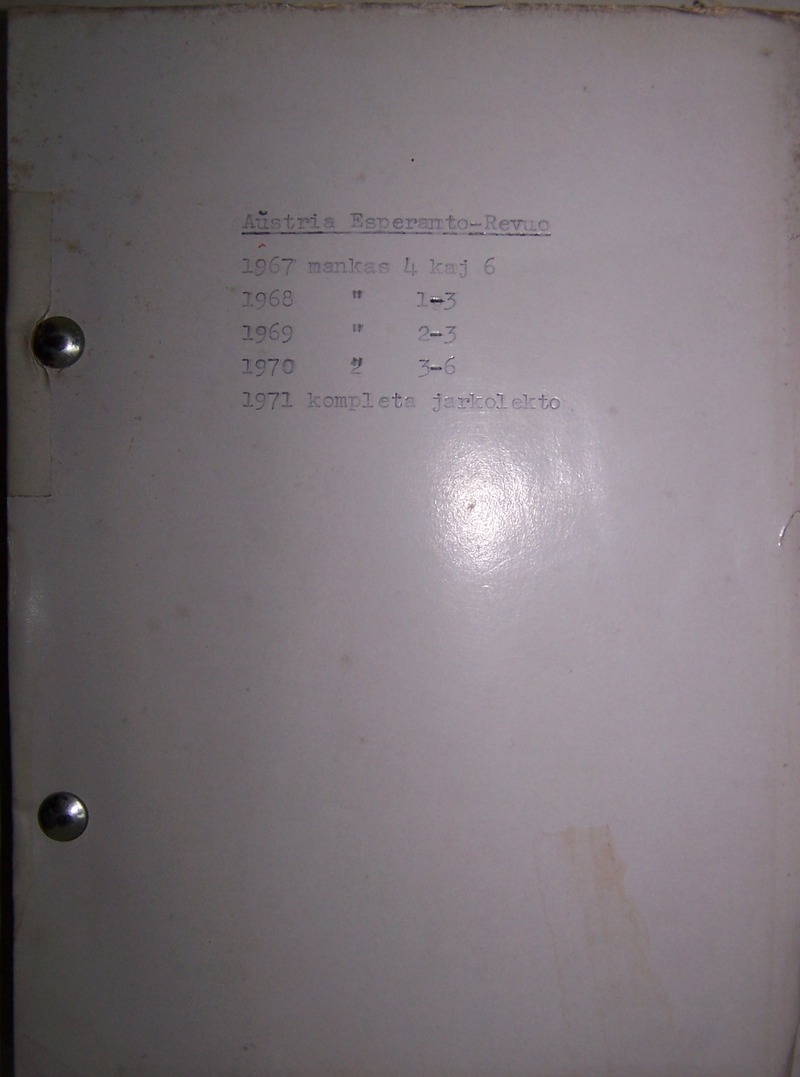 Aŭstria Esperanto-Revuo
1967 mankas 4 kaj 6
1968 " 1-3
1969 " 2-3
1970 " 3-6
1971 kompleta jarkolekto